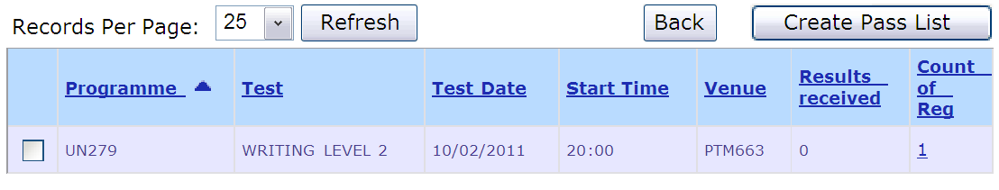 Records Per Page: 25 Refresh Back Create Pass List
Programme Test Test Date Start Time Venue Results received Count of Reg
UN279 WRITING LEVEL 2 10/02/2011 20:00 PTM663 0 1